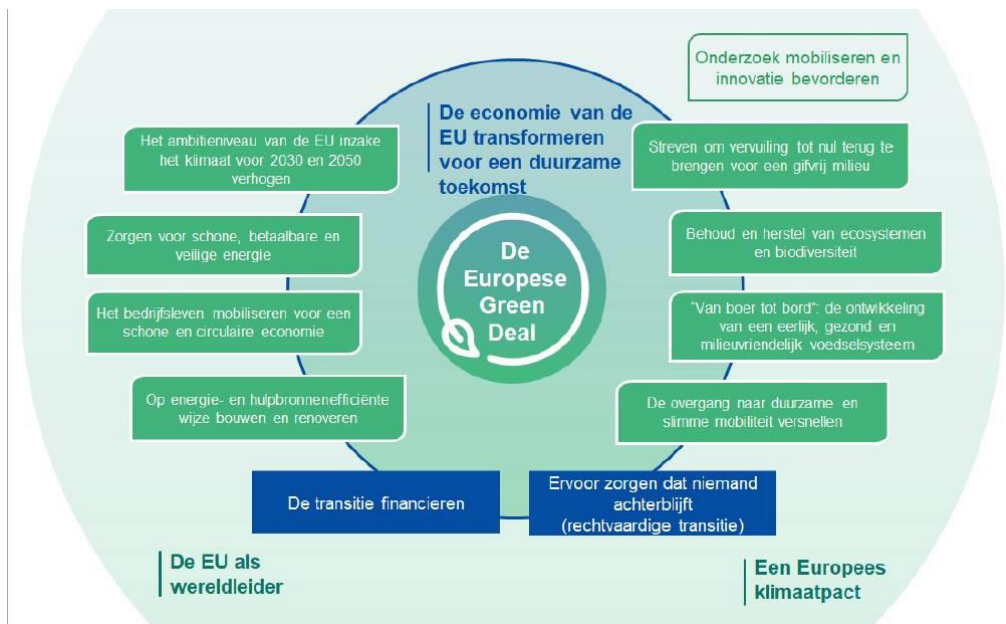 Onderzoek mobiliseren en
innovatie bevorderen
De economie van de
EU transformeren
voor een duurzame
toekomst
Het ambitieniveau van de EU inzake
het klimaat voor 2030 en 2050
verhogen
Streven om vervuiling tot nul terug te
brengen voor een gifvrij milieu
Zorgen voor schone, betaalbare en
veilige energie
De
Europese
Green
Deal
Behoud en herstel van ecosystemen
en biodiversiteit
Het bedrijfsleven mobiliseren voor een
schone en circulaire economie
"Van boer tot bord": de ontwikkeling
van een eerlijk, gezond en
milieuvriendelijk voedselsysteem
Op energie- en hulpbronnenefficiënte
wijze bouwen en renoveren
De overgang naar duurzame en
slimme mobiliteit versnellen
De transitie financieren
Ervoor zorgen dat niemand
achterblijft
(rechtvaardige transitie)
De EU als
wereldleider
Een Europees
klimaatpact